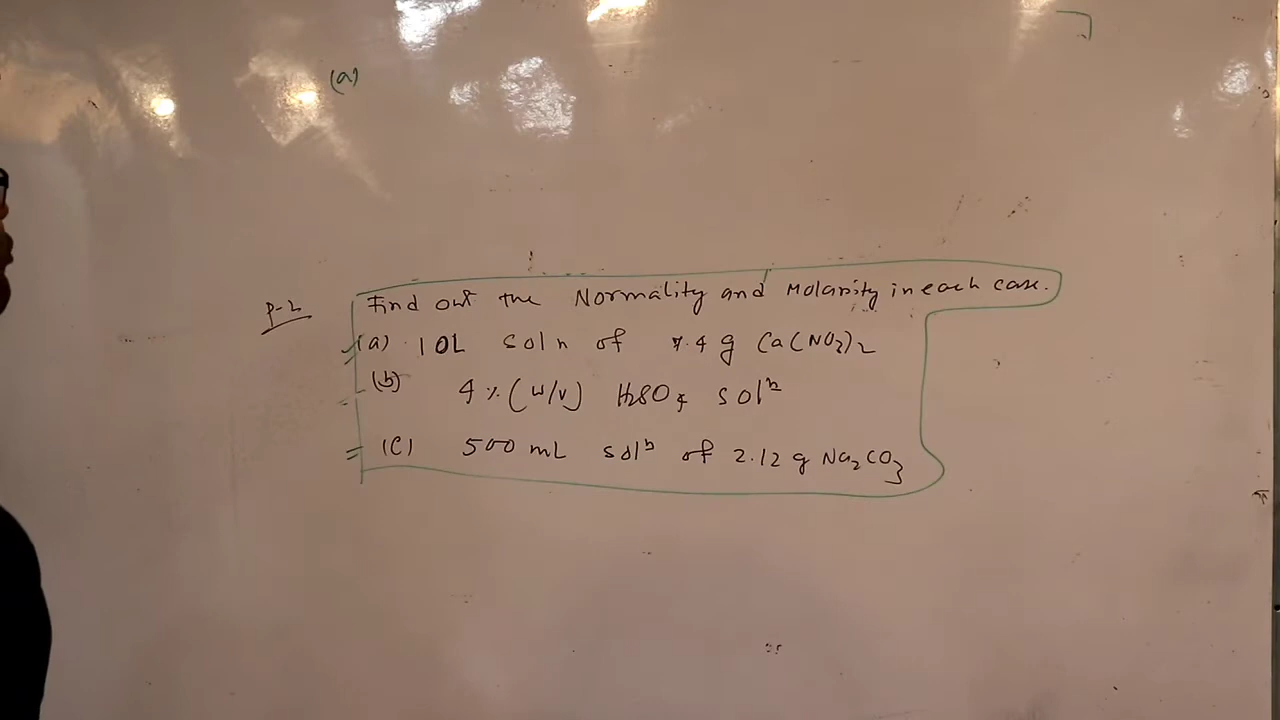 (a)
P-2
Find out the Normality and Molarity in each case.
(a) 10L soln of 7.4 g Ca(NO3)2
(b) 4 % (w/v) H2SO4 solⁿ
(C) 500 mL solⁿ of 2.12 g Na2CO3